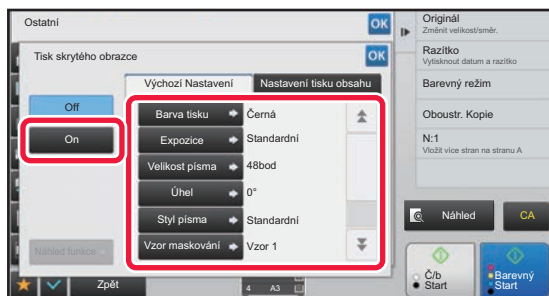 Ostatní
OK
Tisk skrytého obrazce
OK
Výchozí Nastavení
Nastavení tisku obsahu
Off
On
Barva tisku
Černá
Expozice
Standardní
Velikost písma
48bod
Úhel
0°
Styl písma
Standardní
Vzor maskování
Vzor 1
Náhled funkce
Zpět
4 A3
Originál
Změnit velikost/směr.
Razítko
Vytisknout datum a razítko
Barevný režim
Oboustr. Kopie
N:1
Vložit více stran na stranu A
Náhled
CA
Č/b
Start
Barevný
Start